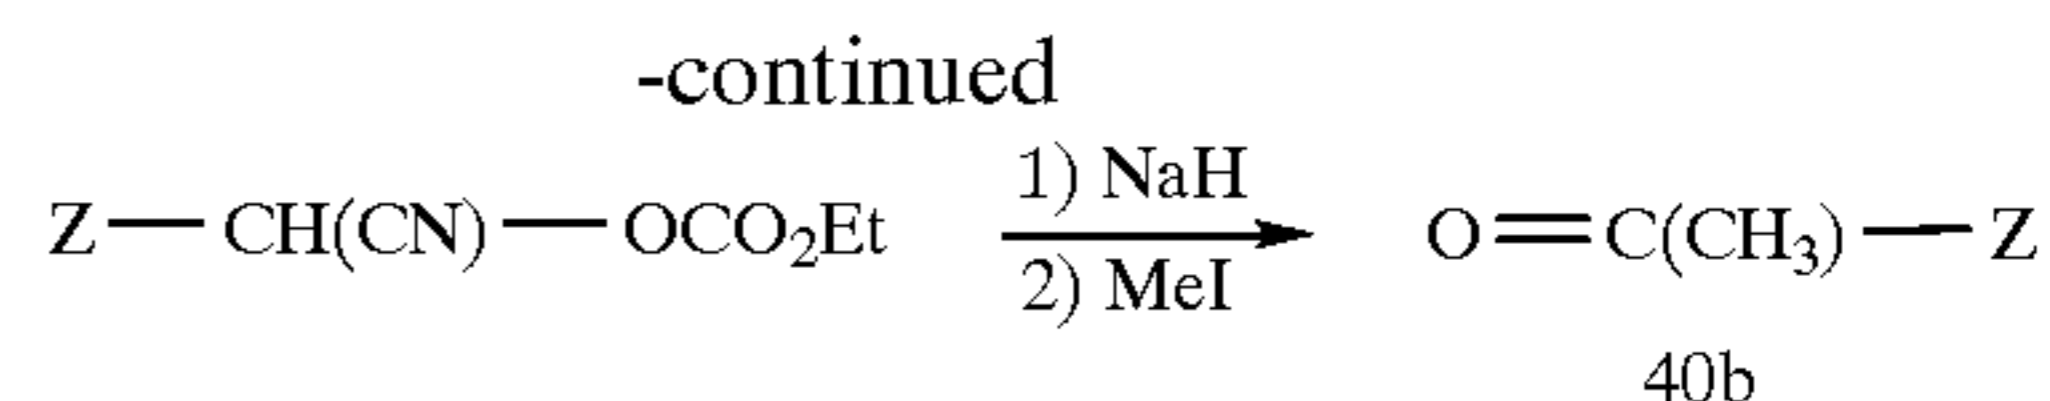 -continued
1) NaH
Z—CH(CN)—OCO₂Et O=C(CH₃)—Z
2) MeI
40b